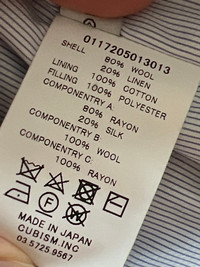 0117205013013
SHELL 80% WOOL
20% LINEN
LINING 100% COTTON
FILLING 100% POLYESTER
COMPONENTRY A:
80% RAYON
20% SILK
COMPONENTRY B:
100% WOOL
COMPONENTRY C:
100% RAYON
P
W
MADE IN JAPAN
CUBISM.INC
03 5725 9567